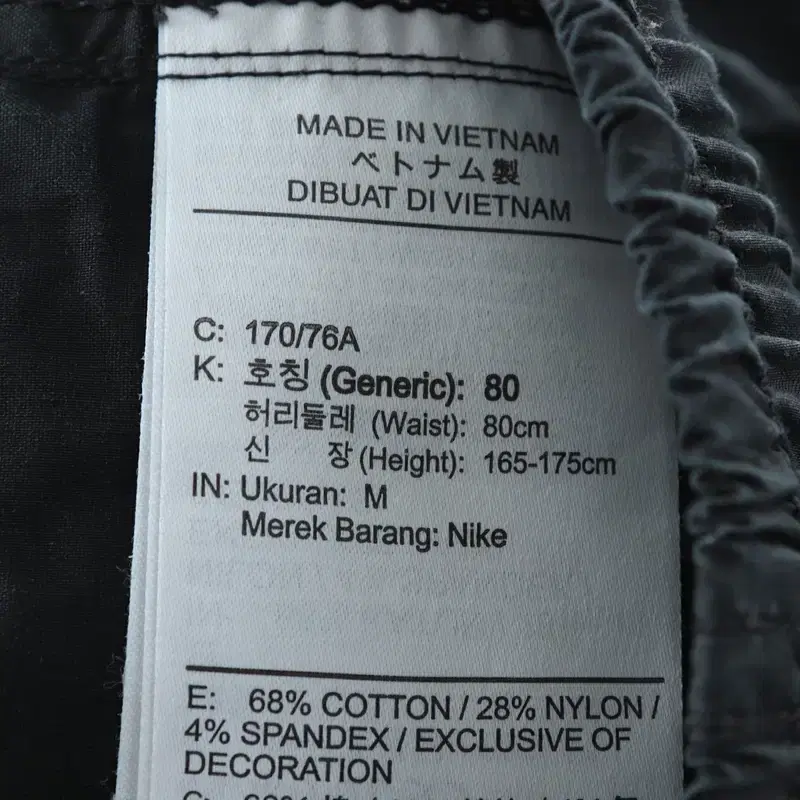 MADE IN VIETNAM
ベトナム製
DIBUAT DI VIETNAM
C: 170/76A
K: 호칭 (Generic): 80
허리둘레 (Waist): 80cm
신 장 (Height): 165-175cm
IN: Ukuran: M
Merek Barang: Nike
E: 68% COTTON / 28% NYLON /
4% SPANDEX / EXCLUSIVE OF
DECORATION